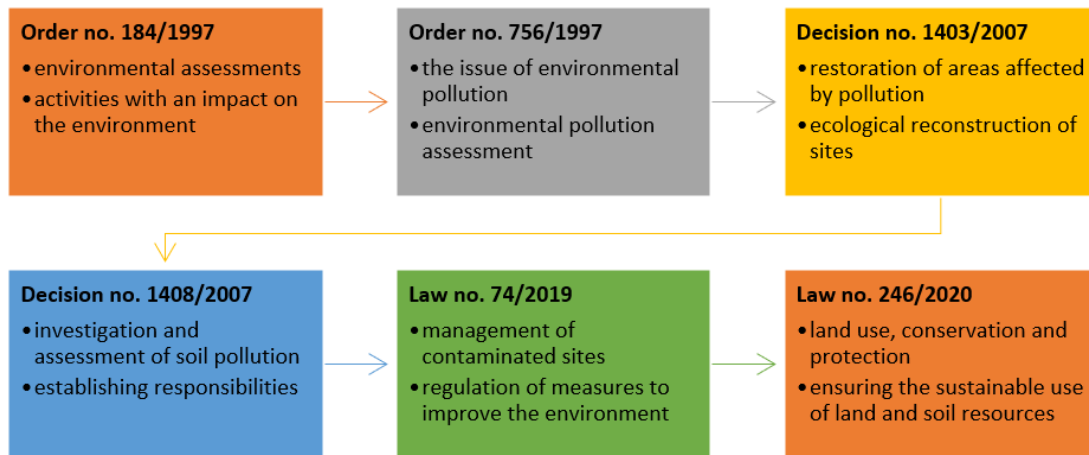 Order no. 184/1997
• environmental assessments
• activities with an impact on
the environment
Order no. 756/1997
• the issue of environmental
pollution
• environmental pollution
assessment
Decision no. 1403/2007
• restoration of areas affected
by pollution
• ecological reconstruction of
sites
Decision no. 1408/2007
• investigation and
assessment of soil pollution
• establishing responsibilities
Law no. 74/2019
• management of
contaminated sites
• regulation of measures to
improve the environment
Law no. 246/2020
• land use, conservation and
protection
• ensuring the sustainable use
of land and soil resources